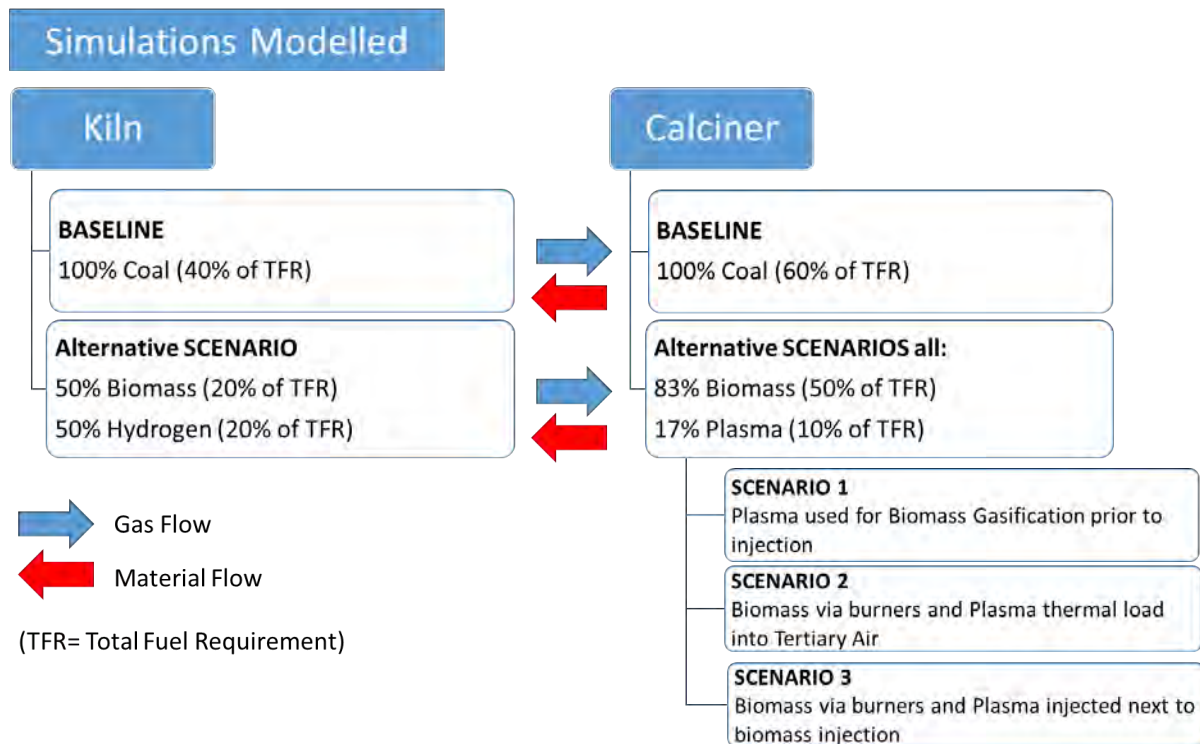 Simulations Modelled
Kiln
BASELINE
100% Coal (40% of TFR)
Alternative SCENARIO
50% Biomass (20% of TFR)
50% Hydrogen (20% of TFR)
Gas Flow
Material Flow
(TFR= Total Fuel Requirement)
Calciner
BASELINE
100% Coal (60% of TFR)
Alternative SCENARIOS all:
83% Biomass (50% of TFR)
17% Plasma (10% of TFR)
SCENARIO 1
Plasma used for Biomass Gasification prior to
injection
SCENARIO 2
Biomass via burners and Plasma thermal load
into Tertiary Air
SCENARIO 3
Biomass via burners and Plasma injected next to
biomass injection